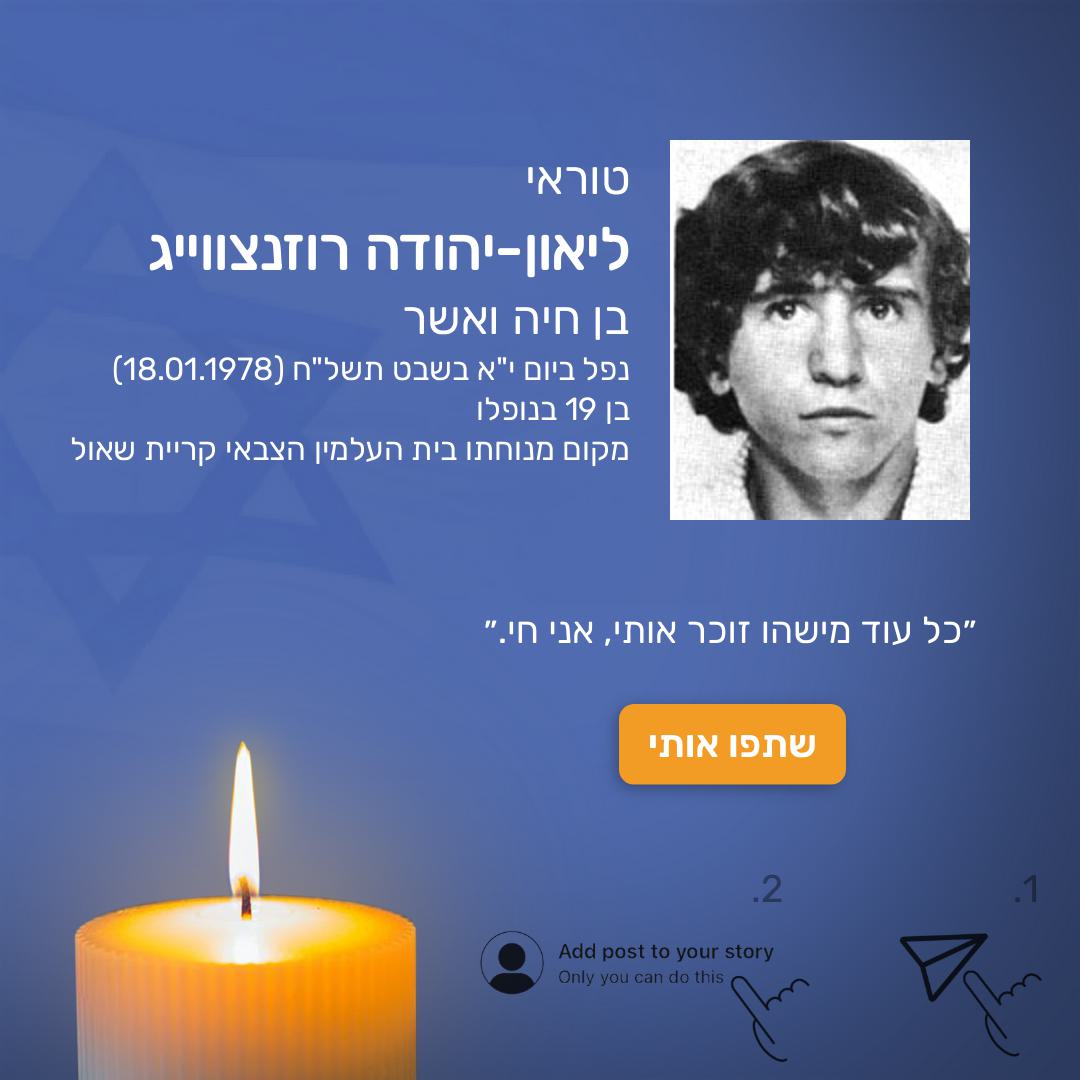 טוראי
ליאון-יהודה רוזנצווייג
בן חיה ואשר
נפל ביום י"א בשבט תשל"ח (18.01.1978)
בן 19 בנופלו
מקום מנוחתו בית העלמין הצבאי קריית שאול
״כל עוד מישהו זוכר אותי, אני חי.״
שתפו אותי
.1
.2
Add post to your story
Only you can do this